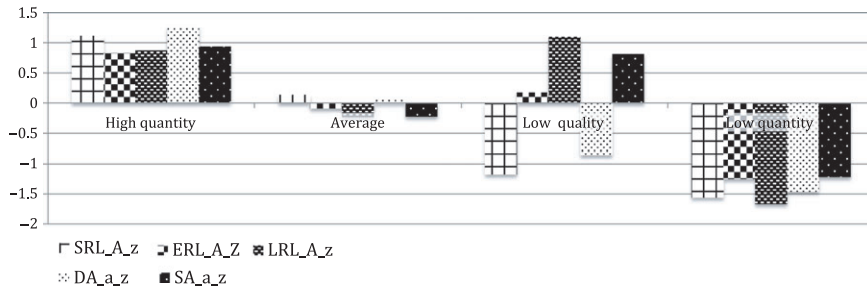 1.5
1
0.5
0
−0.5
−1
−1.5
−2
High quantity Average Low quality Low quantity
SRL_A_z ERL_A_Z LRL_A_z
DA_a_z SA_a_z